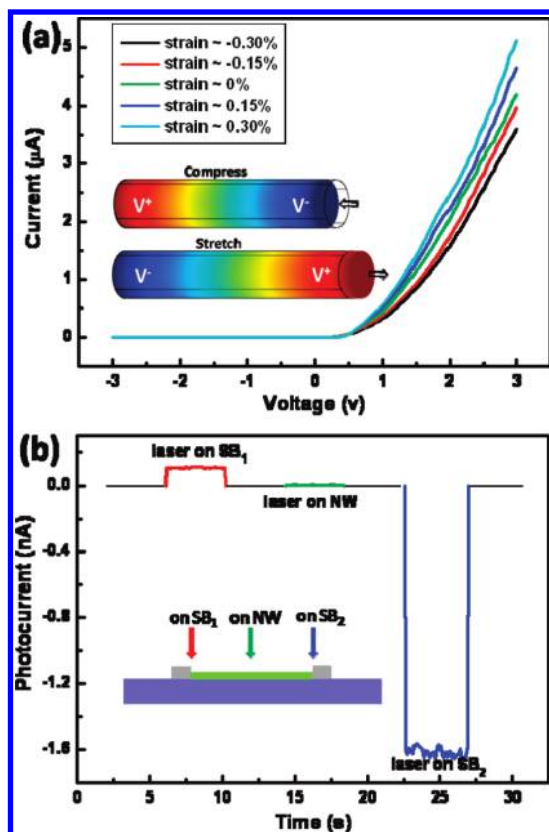 (a)
strain ~ -0.30%
strain ~ -0.15%
strain ~ 0%
strain ~ 0.15%
strain ~ 0.30%
Compress
V⁺ V⁻
Stretch
V⁻ V⁺
Current (μA)
5
4
3
2
1
0
-3 -2 -1 0 1 2 3
Voltage (v)
(b)
laser on SB₁
laser on NW
laser on SB₂
on SB₁ on NW on SB₂
Photocurrent (nA)
0.0
-0.4
-0.8
-1.2
-1.6
0 5 10 15 20 25 30
Time (s)